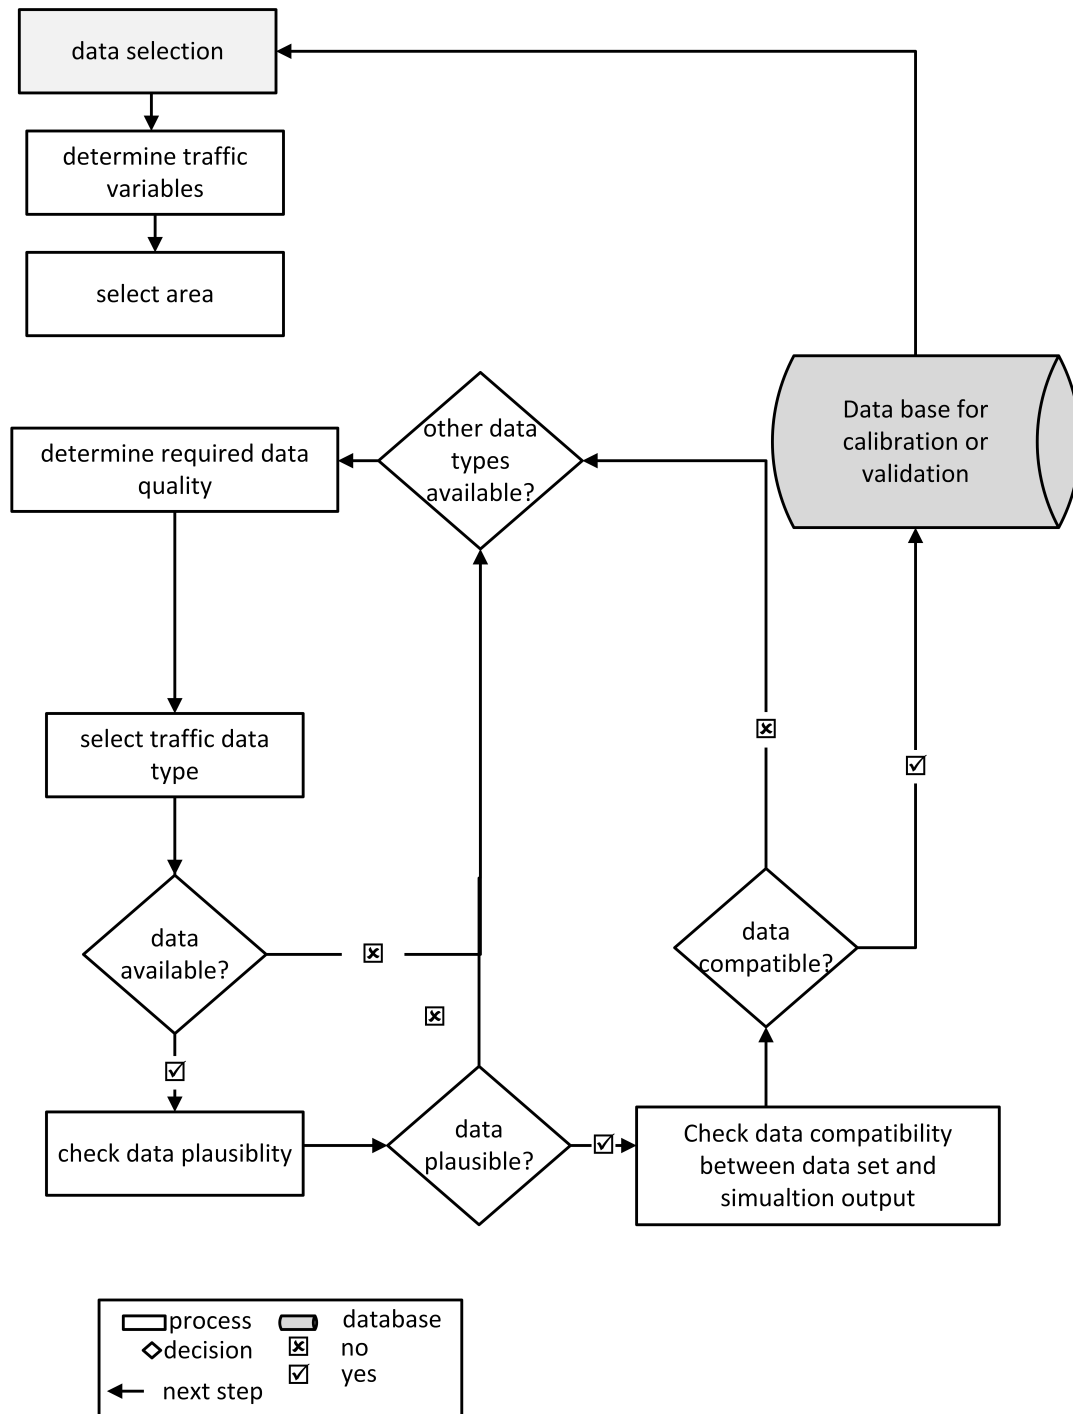 data selection
determine traffic
variables
select area
other data
types
available?
Data base for
calibration or
validation
determine required data
quality
select traffic data
type
data
available?
data
compatible?
check data plausiblity
data
plausible?
Check data compatibility
between data set and
simualtion output
process
database
decision
no
yes
next step